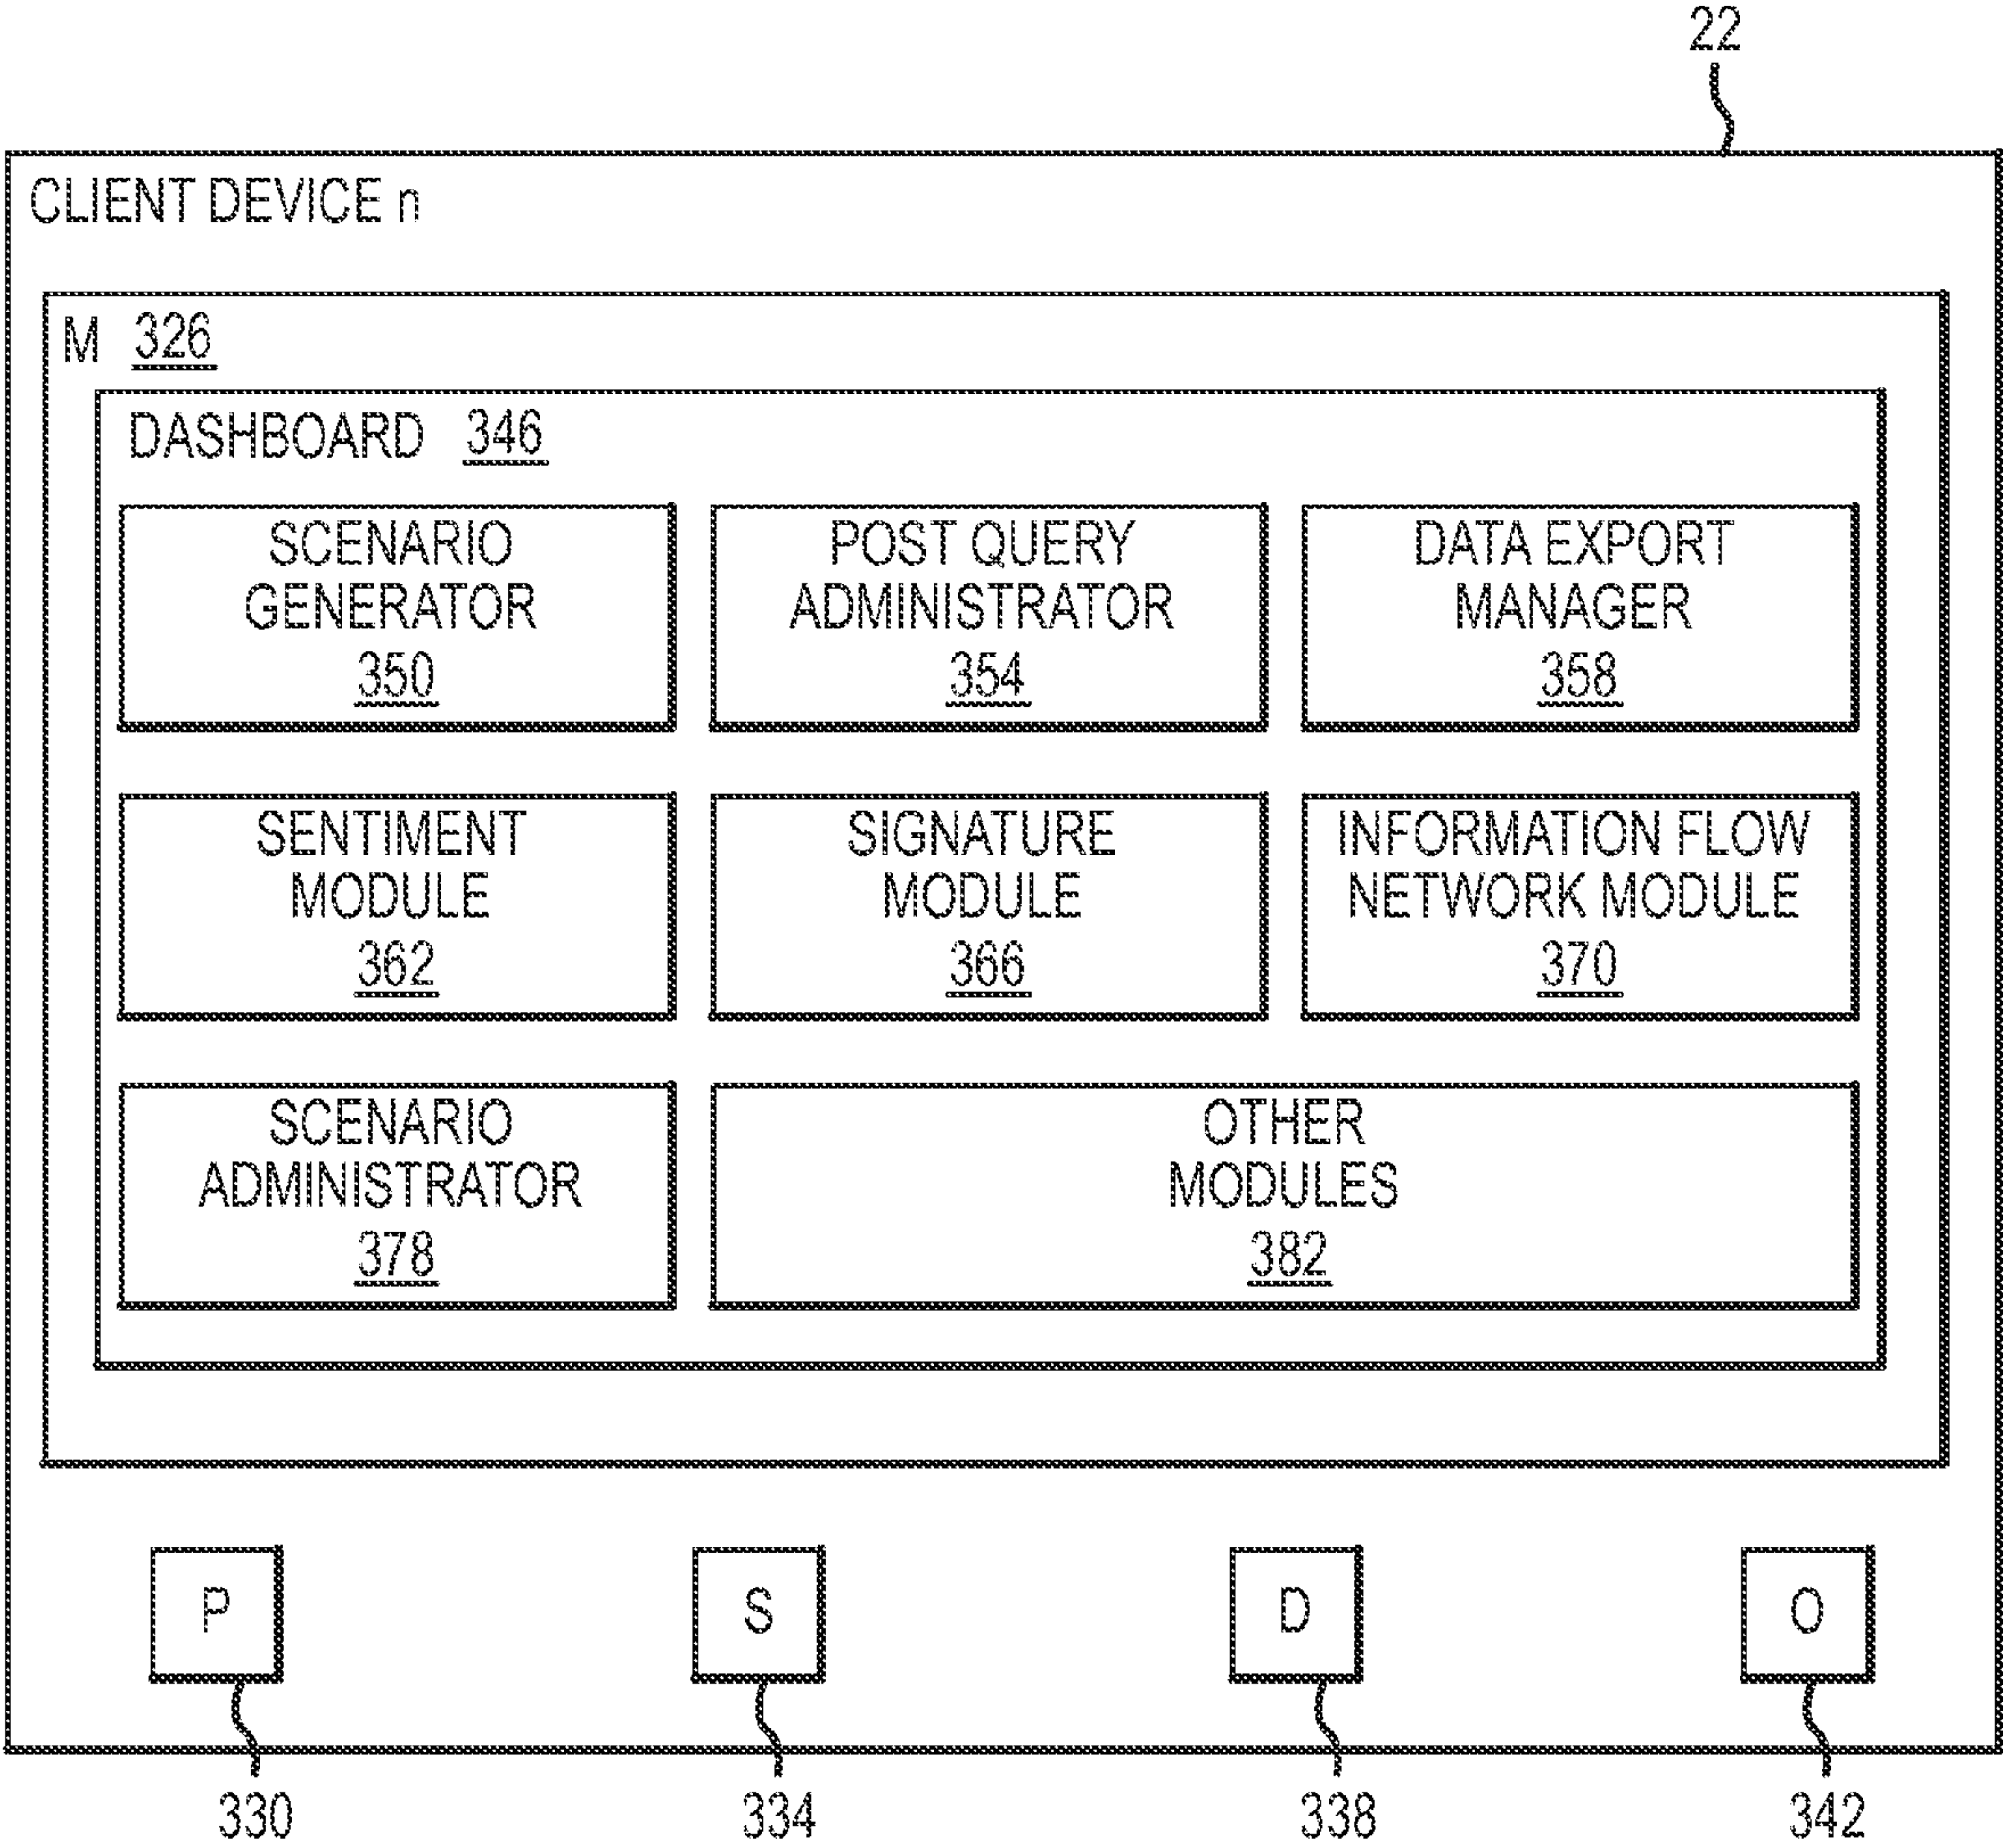 22
CLIENT DEVICE n
M 326
DASHBOARD 346
SCENARIO
GENERATOR
350
POST QUERY
ADMINISTRATOR
354
DATA EXPORT
MANAGER
358
SENTIMENT
MODULE
362
SIGNATURE
MODULE
366
INFORMATION FLOW
NETWORK MODULE
370
SCENARIO
ADMINISTRATOR
378
OTHER
MODULES
382
P
S
D
O
330
334
338
342